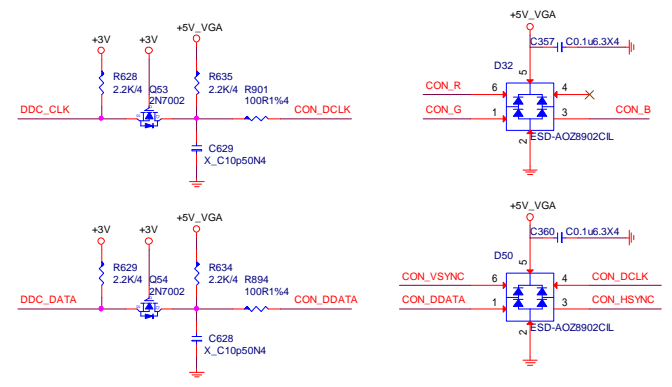 +5V_VGA
C357 C0.1u6.3X4
+3V +3V +5V_VGA
D32
R628
2.2K/4
Q53
2N7002
R635
2.2K/4
R901
100R1%4
5
CON_R 6 4
CON_G 1 3 CON_B
DDC_CLK CON_DCLK
ESD-AOZ8902CIL
2
C629
X_C10p50N4
+5V_VGA
C360 C0.1u6.3X4
+3V +3V +5V_VGA
D50
R629
2.2K/4
Q54
2N7002
R634
2.2K/4
R894
100R1%4
5
CON_VSYNC 6 4 CON_DCLK
CON_DDATA 1 3 CON_HSYNC
DDC_DATA CON_DDATA
ESD-AOZ8902CIL
2
C628
X_C10p50N4